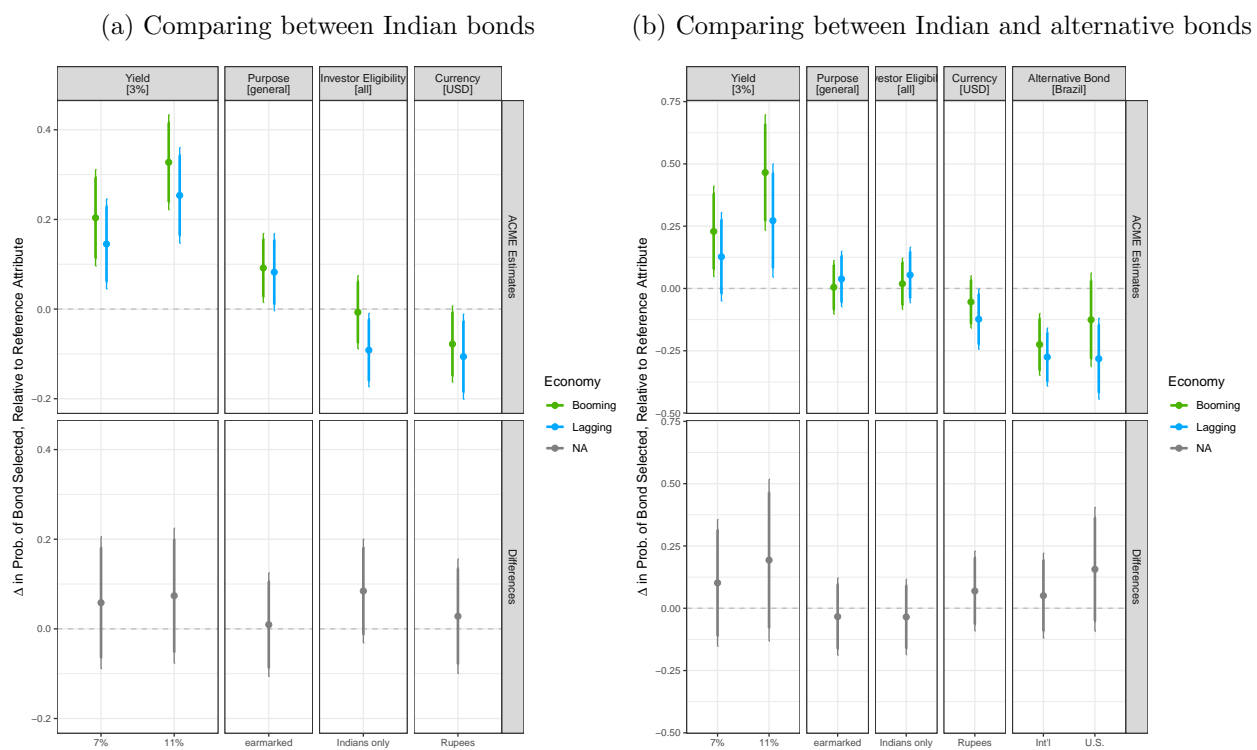 (a) Comparing between Indian bonds
Yield
[3%]
Purpose
[general]
Investor Eligibility
[all]
Currency
[USD]
0.4
0.2
0.0
−0.2
ACME Estimates
0.4
0.2
0.0
−0.2
Differences
7%
11%
earmarked
Indians only
Rupees
Δ in Prob. of Bond Selected, Relative to Reference Attribute
Economy
Booming
Lagging
NA
(b) Comparing between Indian and alternative bonds
Yield
[3%]
Purpose
[general]
vestor Eligibil
[all]
Currency
[USD]
Alternative Bond
[Brazil]
0.75
0.50
0.25
0.00
−0.25
−0.50
ACME Estimates
0.75
0.50
0.25
0.00
−0.25
−0.50
Differences
7%
11%
earmarked
Indians only
Rupees
Int'l
U.S.
Δ in Prob. of Bond Selected, Relative to Reference Attribute
Economy
Booming
Lagging
NA